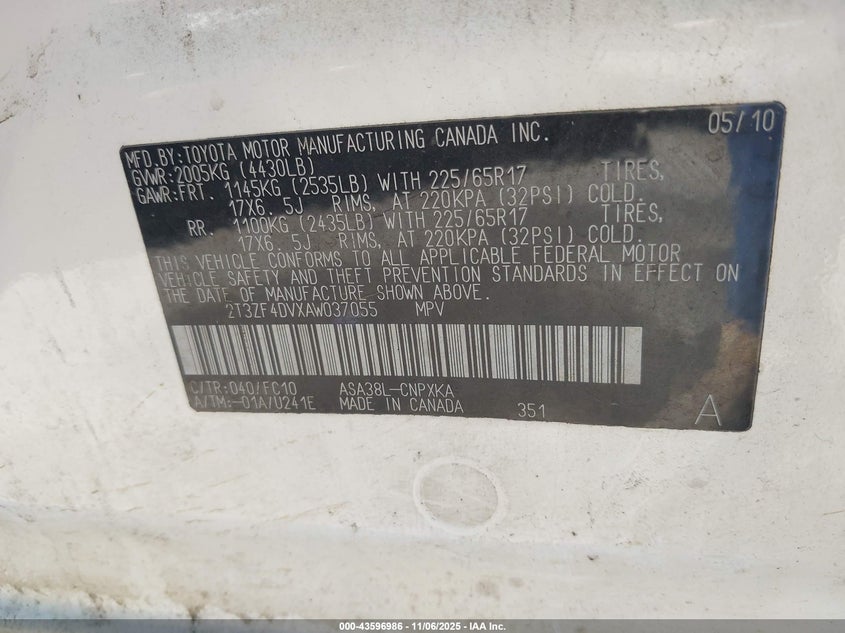 MFD.BY:TOYOTA MOTOR MANUFACTURING CANADA INC. 05/10
GVWR:2005KG (4430LB)
GAWR:FRT. 1145KG (2535LB) WITH 225/65R17 TIRES,
17X6. 5J RIMS, AT 220KPA (32PSI) COLD.
RR. 1100KG (2435LB) WITH 225/65R17 TIRES,
17X6. 5J RIMS, AT 220KPA (32PSI) COLD.
THIS VEHICLE CONFORMS TO ALL APPLICABLE FEDERAL MOTOR
VEHICLE SAFETY AND THEFT PREVENTION STANDARDS IN EFFECT ON
THE DATE OF MANUFACTURE SHOWN ABOVE.
2T3ZF4DVXAW037055 MPV
C/TR:040/FC10 ASA38L-CNPXKA
A/TM:-01A/U241E MADE IN CANADA 351 A
000-43596986 - 11/06/2025 - IAA Inc.